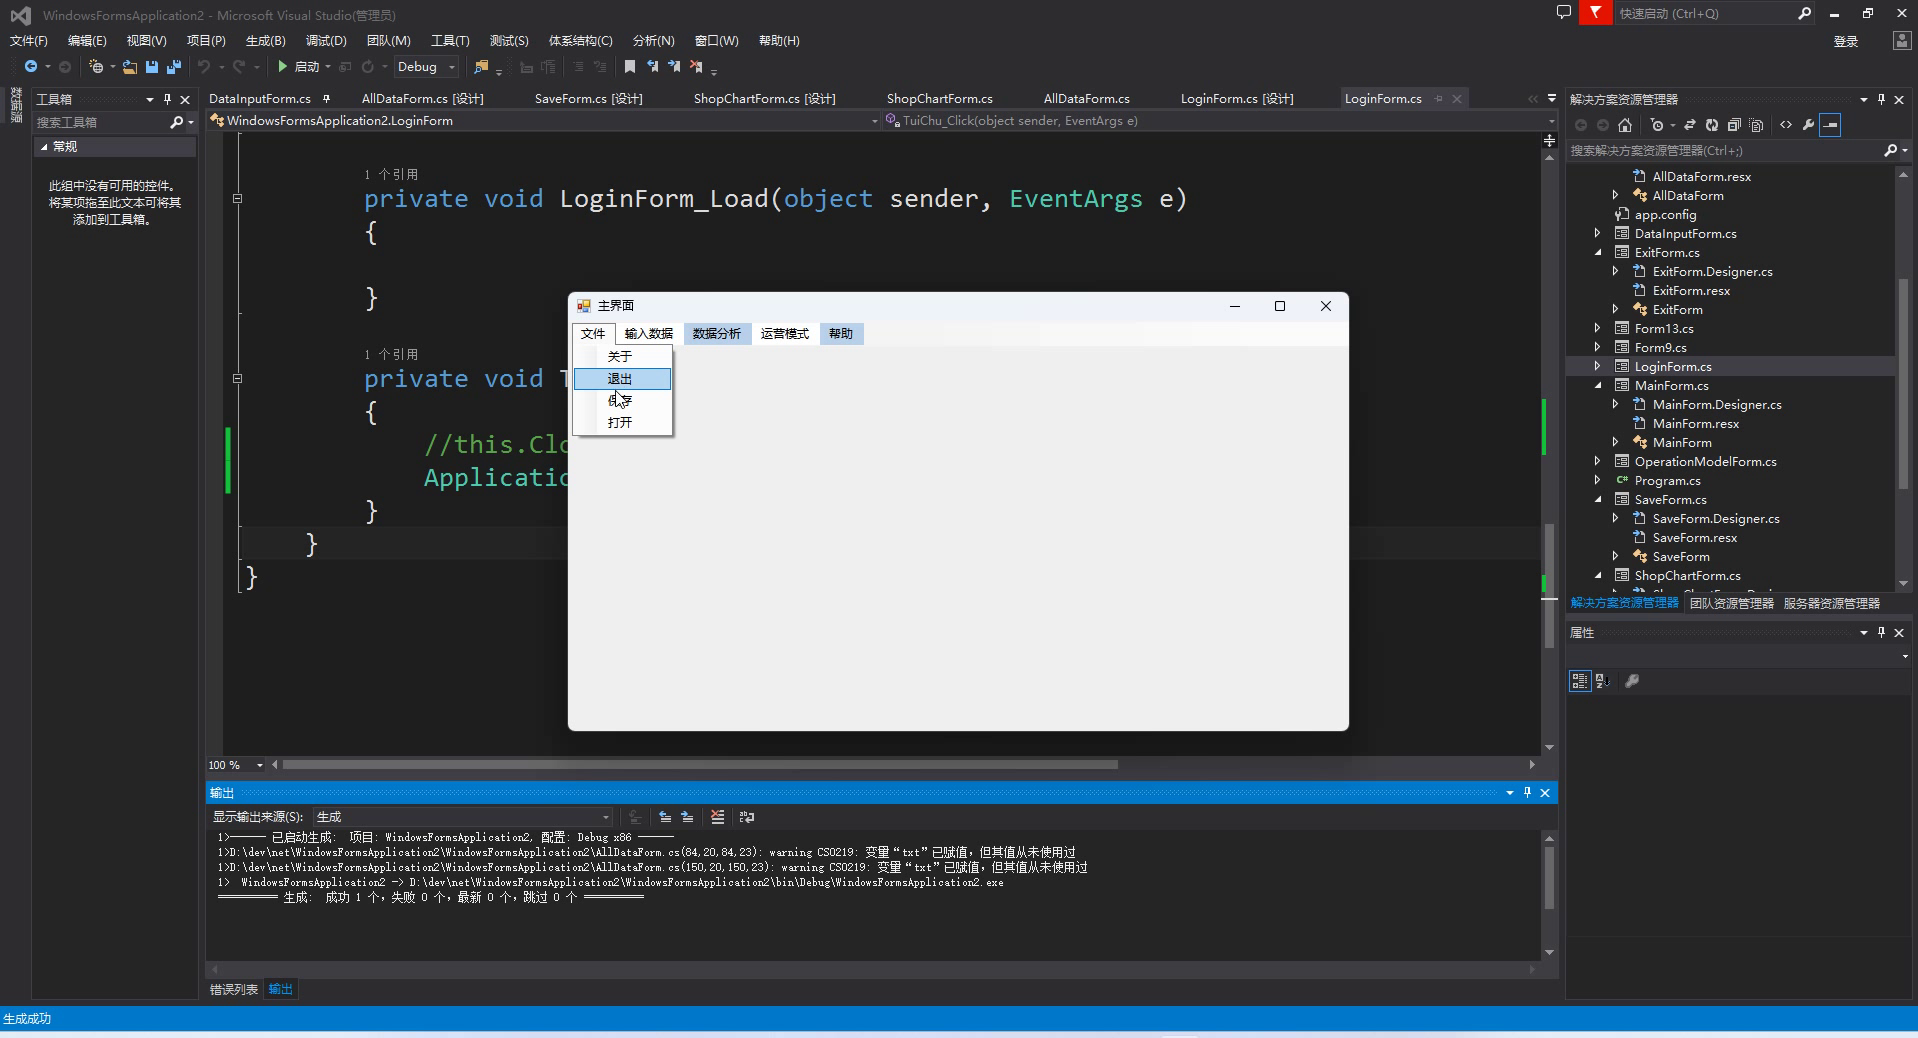 WindowsFormsApplication2 - Microsoft Visual Studio(管理员)
快速启动 (Ctrl+Q)
文件(F) 编辑(E) 视图(V) 项目(P) 生成(B) 调试(D) 团队(M) 工具(T) 测试(S) 体系结构(C) 分析(N) 窗口(W) 帮助(H)
登录
启动 Debug
数据源
工具箱
搜索工具箱
常规
此组中没有可用的控件。
将某项拖至此文本可将其
添加到工具箱。
DataInputForm.cs AllDataForm.cs [设计] SaveForm.cs [设计] ShopChartForm.cs [设计] ShopChartForm.cs AllDataForm.cs LoginForm.cs [设计] LoginForm.cs
WindowsFormsApplication2.LoginForm TuiChu_Click(object sender, EventArgs e)
1 个引用
private void LoginForm_Load(object sender, EventArgs e)
{
}
1 个引用
private void T
{
//this.Clo
Applicatio
}
}
}
主界面
文件 输入数据 数据分析 运营模式 帮助
关于
退出
保存
打开
100 %
输出
显示输出来源(S): 生成
1>------ 已启动生成: 项目: WindowsFormsApplication2, 配置: Debug x86 ------
1>D:\dev\net\WindowsFormsApplication2\WindowsFormsApplication2\AllDataForm.cs(84,20,84,23): warning CS0219: 变量“txt”已赋值，但其值从未使用过
1>D:\dev\net\WindowsFormsApplication2\WindowsFormsApplication2\AllDataForm.cs(150,20,150,23): warning CS0219: 变量“txt”已赋值，但其值从未使用过
1> WindowsFormsApplication2 -> D:\dev\net\WindowsFormsApplication2\WindowsFormsApplication2\bin\Debug\WindowsFormsApplication2.exe
========== 生成: 成功 1 个，失败 0 个，最新 0 个，跳过 0 个 ==========
错误列表 输出
生成成功
解决方案资源管理器
搜索解决方案资源管理器(Ctrl+;)
AllDataForm.resx
AllDataForm
app.config
DataInputForm.cs
ExitForm.cs
ExitForm.Designer.cs
ExitForm.resx
ExitForm
Form13.cs
Form9.cs
LoginForm.cs
MainForm.cs
MainForm.Designer.cs
MainForm.resx
MainForm
OperationModelForm.cs
Program.cs
SaveForm.cs
SaveForm.Designer.cs
SaveForm.resx
SaveForm
ShopChartForm.cs
解决方案资源管理器 团队资源管理器 服务器资源管理器
属性